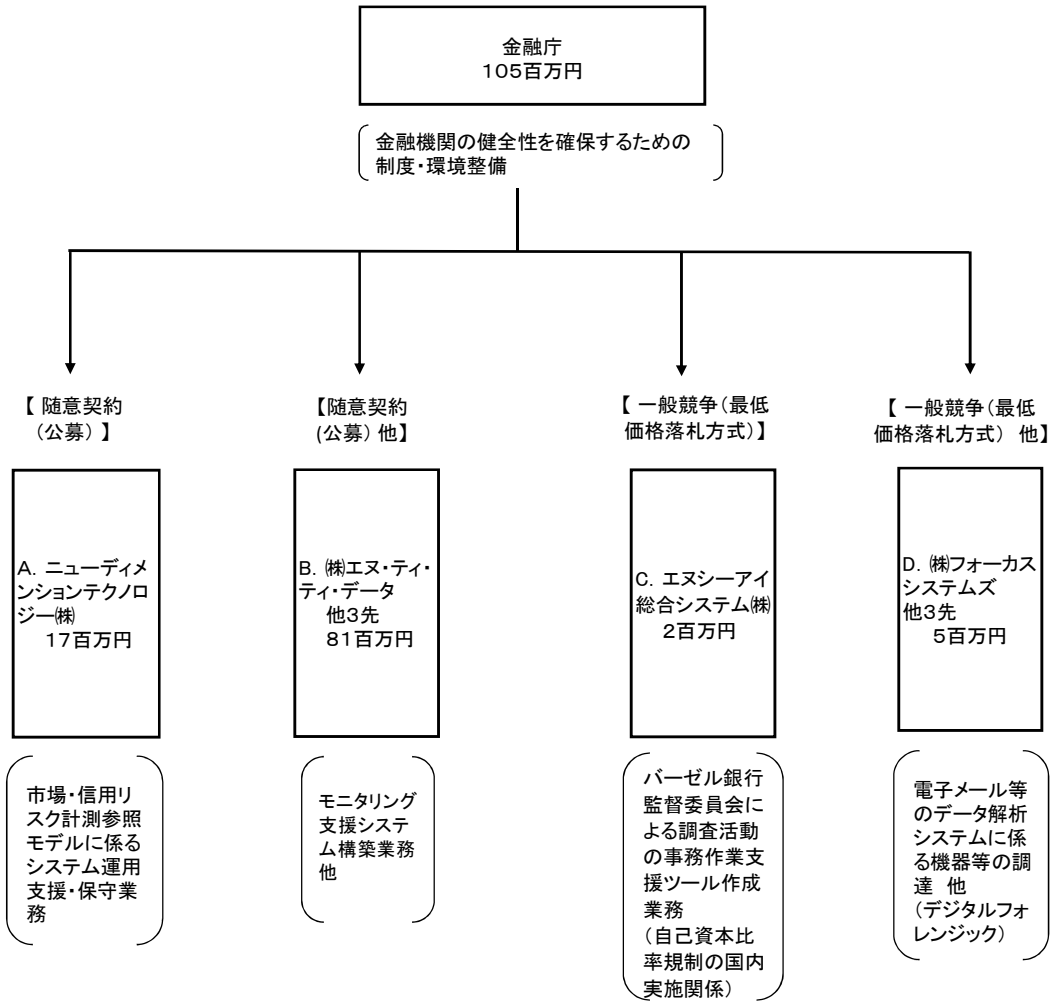 金融庁
１０５百万円
金融機関の健全性を確保するための
制度・環境整備
【 随意契約
（公募） 】
【随意契約
(公募) 他】
【 一般競争（最低
価格落札方式）】
【 一般競争（最低
価格落札方式） 他】
A．ニューディメ
ンションテクノロ
ジー㈱
１７百万円
B．㈱エヌ・ティ・
ティ・データ
他３先
８１百万円
C．エヌシーアイ
総合システム㈱
２百万円
D．㈱フォーカス
システムズ
他３先
５百万円
市場・信用リ
スク計測参照
モデルに係る
システム運用
支援・保守業
務
モニタリング
支援システ
ム構築業務
他
バーゼル銀行
監督委員会に
よる調査活動
の事務作業支
援ツール作成
業務
（自己資本比
率規制の国内
実施関係）
電子メール等
のデータ解析
システムに係
る機器等の調
達 他
（デジタルフォ
レンジック）